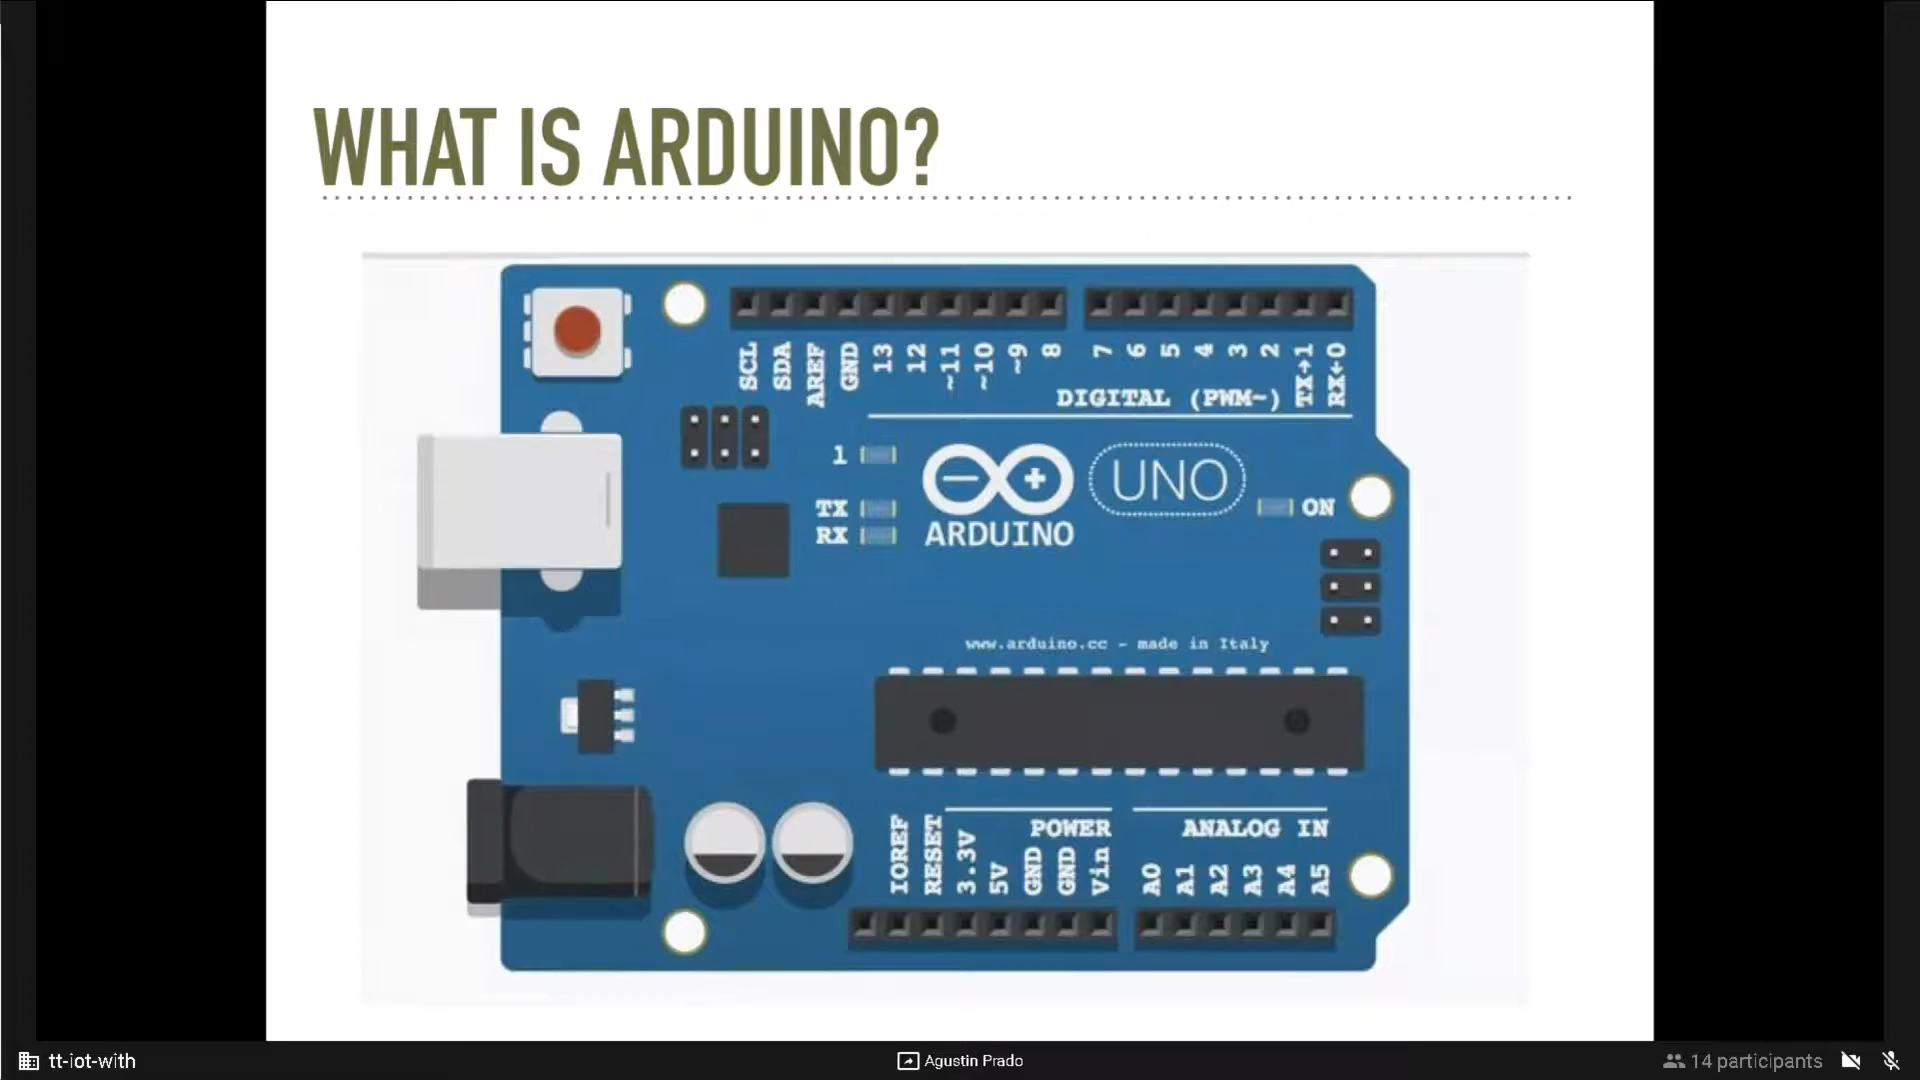 WHAT IS ARDUINO?
SCL
SDA
AREF
GND
13
12
~11
~10
~9
8
7
6
5
4
3
2
TX→1
RX←0
DIGITAL (PWM~)
1
TX
RX
ARDUINO
UNO
ON
www.arduino.cc - made in Italy
POWER
ANALOG IN
IOREF
RESET
3.3V
5V
GND
GND
Vin
A0
A1
A2
A3
A4
A5
tt-iot-with
Agustin Prado
14 participants